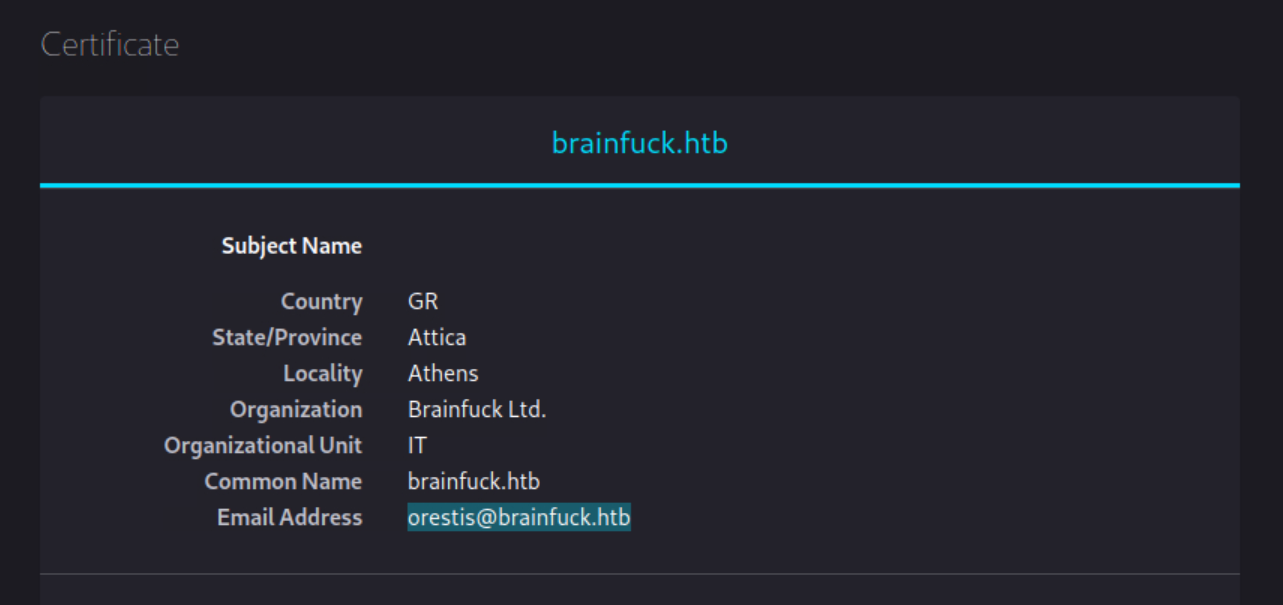 Certificate
brainfuck.htb
Subject Name
Country GR
State/Province Attica
Locality Athens
Organization Brainfuck Ltd.
Organizational Unit IT
Common Name brainfuck.htb
Email Address orestis@brainfuck.htb